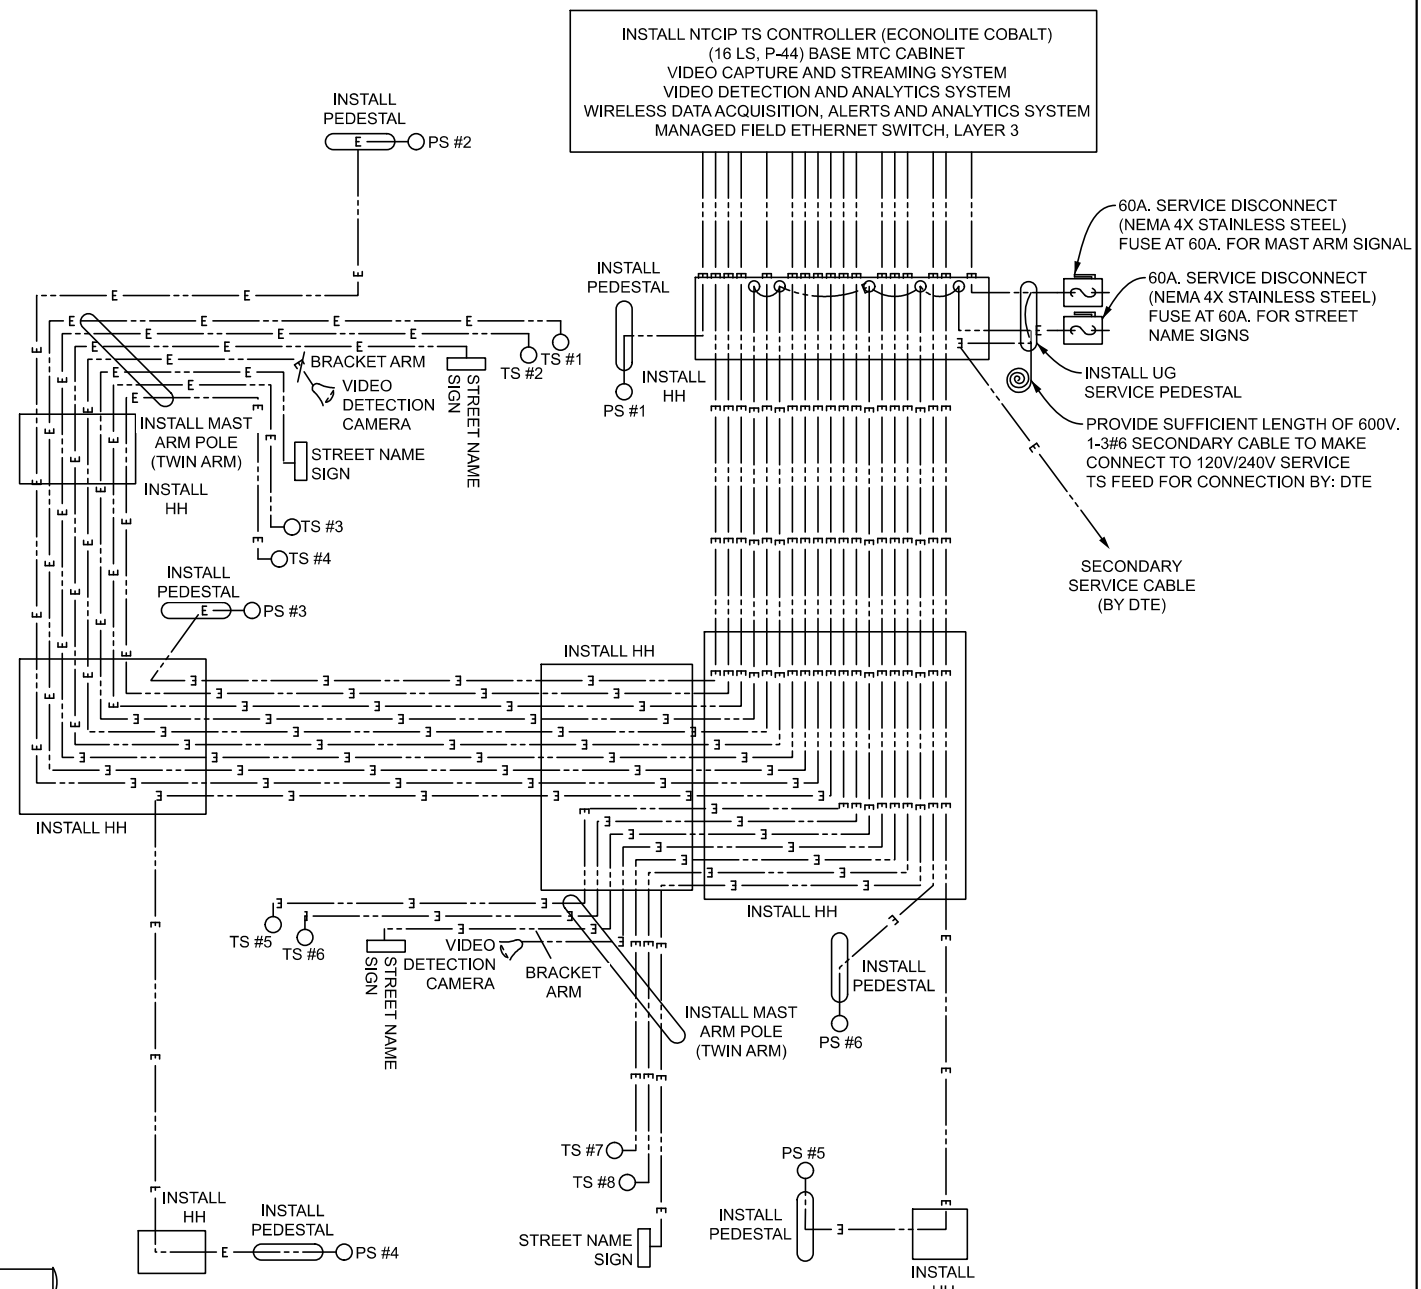 INSTALL NTCIP TS CONTROLLER (ECONOLITE COBALT)
(16 LS, P-44) BASE MTC CABINET
VIDEO CAPTURE AND STREAMING SYSTEM
VIDEO DETECTION AND ANALYTICS SYSTEM
WIRELESS DATA ACQUISITION, ALERTS AND ANALYTICS SYSTEM
MANAGED FIELD ETHERNET SWITCH, LAYER 3
INSTALL
PEDESTAL
PS #2
60A. SERVICE DISCONNECT
(NEMA 4X STAINLESS STEEL)
FUSE AT 60A. FOR MAST ARM SIGNAL
60A. SERVICE DISCONNECT
(NEMA 4X STAINLESS STEEL)
FUSE AT 60A. FOR STREET
NAME SIGNS
INSTALL
PEDESTAL
PS #1
INSTALL
HH
INSTALL UG
SERVICE PEDESTAL
PROVIDE SUFFICIENT LENGTH OF 600V.
1-3#6 SECONDARY CABLE TO MAKE
CONNECT TO 120V/240V SERVICE
TS FEED FOR CONNECTION BY: DTE
SECONDARY
SERVICE CABLE
(BY DTE)
TS #1
TS #2
BRACKET ARM
VIDEO
DETECTION
CAMERA
STREET NAME
SIGN
INSTALL MAST
ARM POLE
(TWIN ARM)
INSTALL
HH
STREET NAME
SIGN
TS #3
TS #4
INSTALL
PEDESTAL
PS #3
INSTALL HH
INSTALL HH
INSTALL HH
TS #5
TS #6
STREET NAME
SIGN
VIDEO
DETECTION
CAMERA
BRACKET
ARM
INSTALL MAST
ARM POLE
(TWIN ARM)
INSTALL
PEDESTAL
PS #6
TS #7
TS #8
STREET NAME
SIGN
PS #5
INSTALL
PEDESTAL
INSTALL
HH
INSTALL
PEDESTAL
PS #4
INSTALL